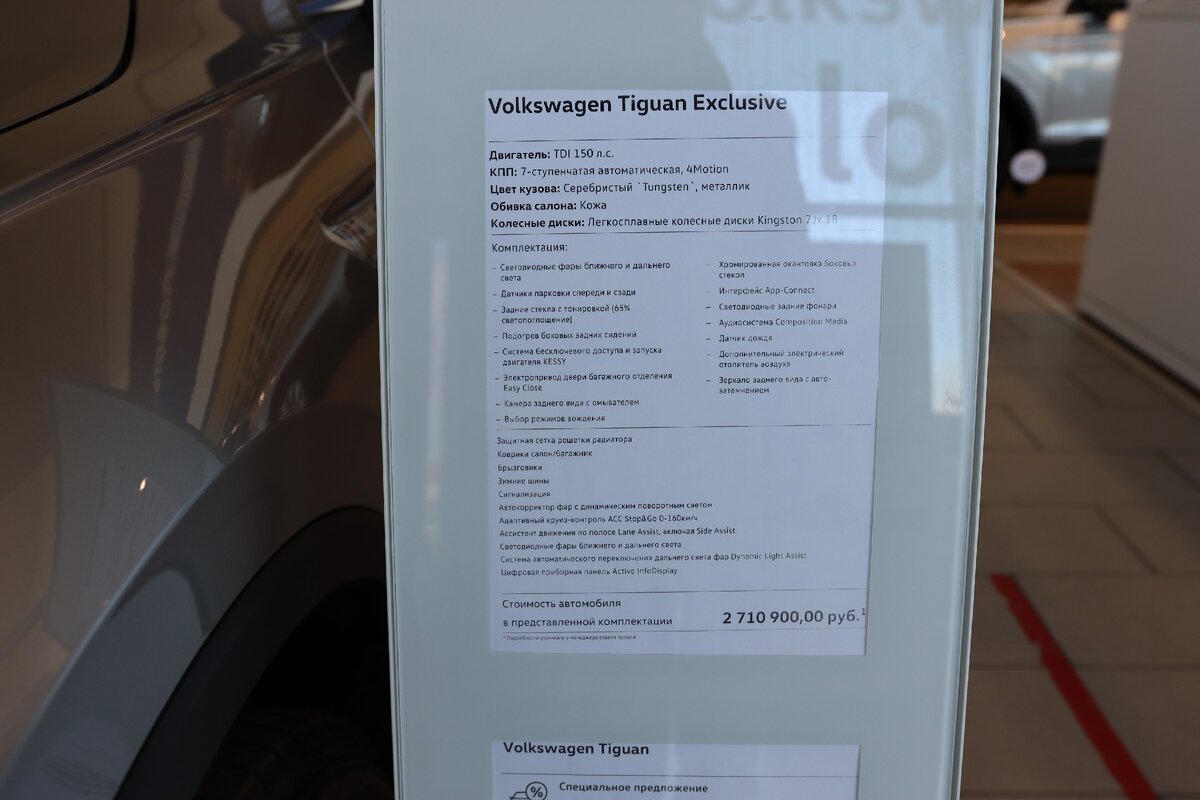 Volkswagen Tiguan Exclusive
Двигатель: TDI 150 л.с.
КПП: 7-ступенчатая автоматическая, 4Motion
Цвет кузова: Серебристый `Tungsten`, металлик
Обивка салона: Кожа
Колесные диски: Легкосплавные колесные диски Kingston 7Jx 18
Комплектация:
– Светодиодные фары ближнего и дальнего
света
– Датчики парковки спереди и сзади
– Задние стекла с тонировкой (65%
светопоглощение)
– Подогрев боковых задних сидений
– Система бесключевого доступа и запуска
двигателя KESSY
– Электропривод двери багажного отделения
Easy Close
– Камера заднего вида с омывателем
– Выбор режимов вождения
– Хромированная окантовка боковых
стекол
– Интерфейс App-Connect
– Светодиодные задние фонари
– Аудиосистема Composition Media
– Датчик дождя
– Дополнительный электрический
отопитель воздуха
– Зеркало заднего вида с авто-
затемнением
Защитная сетка решетки радиатора
Коврики салон/багажник
Брызговики
Зимние шины
Сигнализация
Автокорректор фар с динамическим поворотным светом
Адаптивный круиз-контроль ACC Stop&Go 0-160км/ч
Ассистент движения по полосе Lane Assist, включая Side Assist
Светодиодные фары ближнего и дальнего света
Система автоматического переключения дальнего света фар Dynamic Light Assist
Цифровая приборная панель Active InfoDisplay
Стоимость автомобиля
в представленной комплектации 2 710 900,00 руб.¹
¹ Подробности уточняйте у менеджера отдела продаж
Volkswagen Tiguan
% Специальное предложение